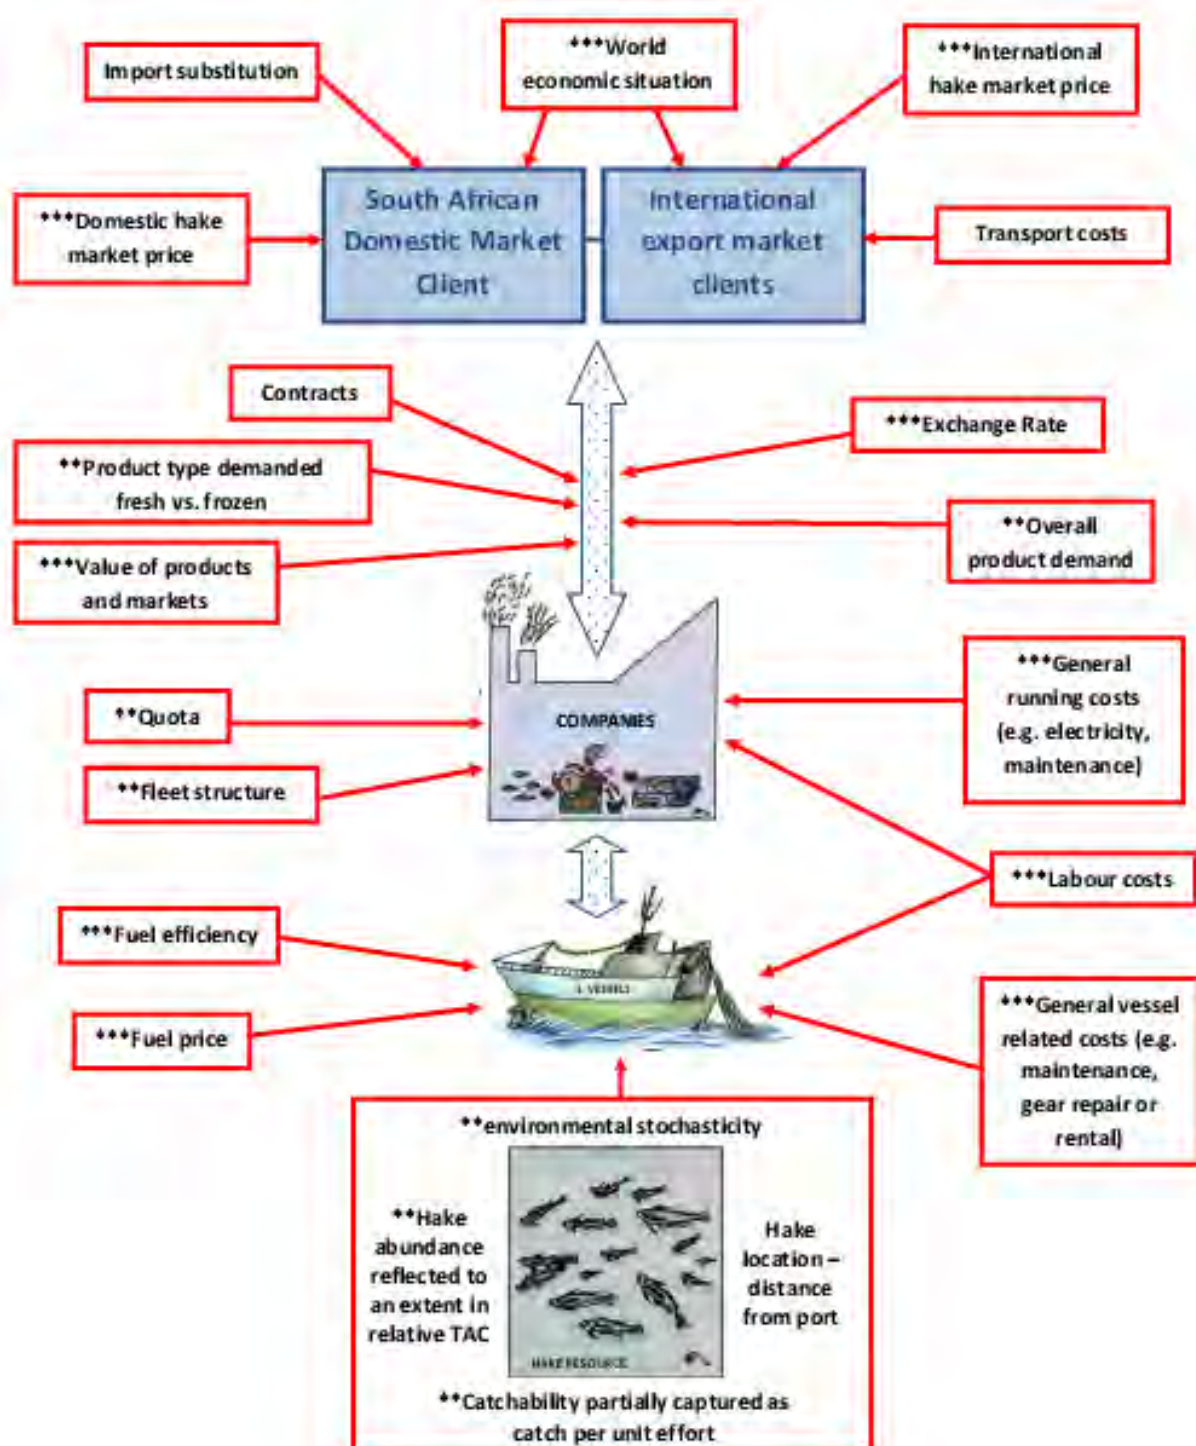 Import substitution
***World
economic situation
***International
hake market price
***Domestic hake
market price
South African
Domestic Market
Client
International
export market
clients
Transport costs
Contracts
***Exchange Rate
**Product type demanded
fresh vs. frozen
**Overall
product demand
***Value of products
and markets
***General
running costs
(e.g. electricity,
maintenance)
**Quota
COMPANIES
**Fleet structure
***Labour costs
***Fuel efficiency
***Fuel price
***General vessel
related costs (e.g.
maintenance,
gear repair or
rental)
**environmental stochasticity
**Hake
abundance
reflected to
an extent in
relative TAC
Hake
location –
distance
from port
HAKE RESOURCE
**Catchability partially captured as
catch per unit effort